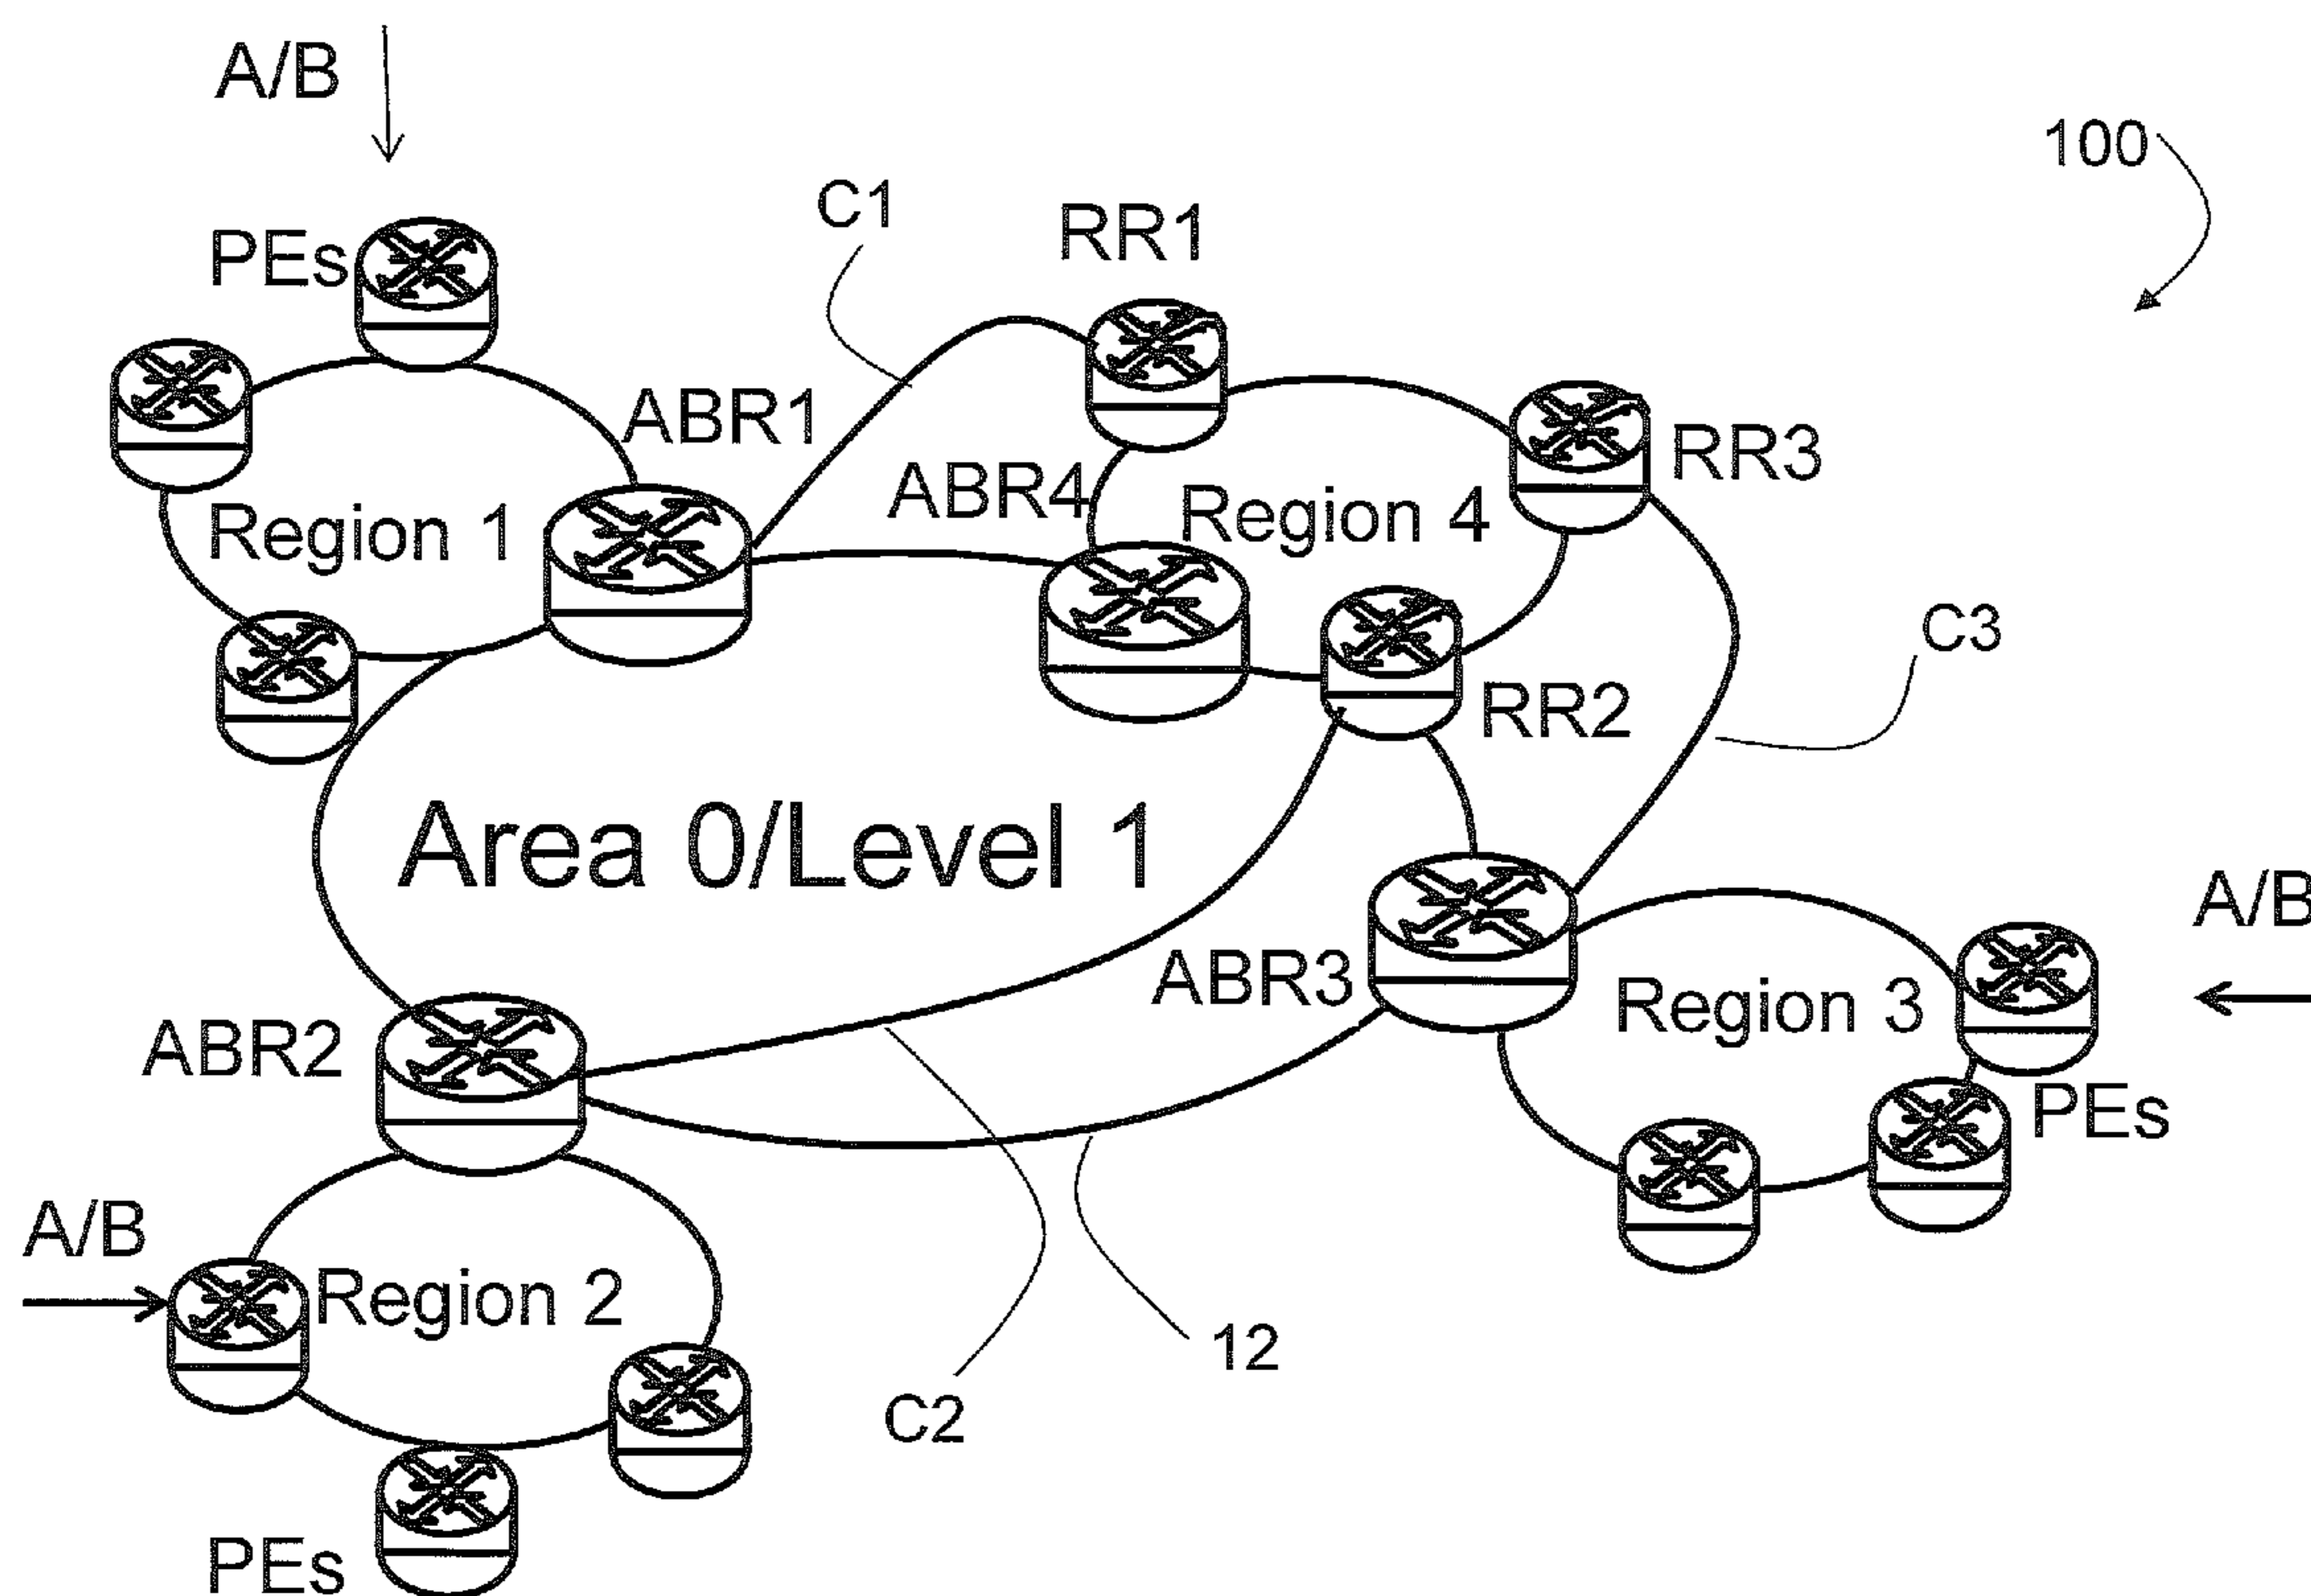 A/B
100
C1
RR1
PEs
ABR1
RR3
ABR4
Region 4
Region 1
C3
RR2
Area 0/Level 1
A/B
ABR3
Region 3
ABR2
PEs
A/B
Region 2
12
C2
PEs